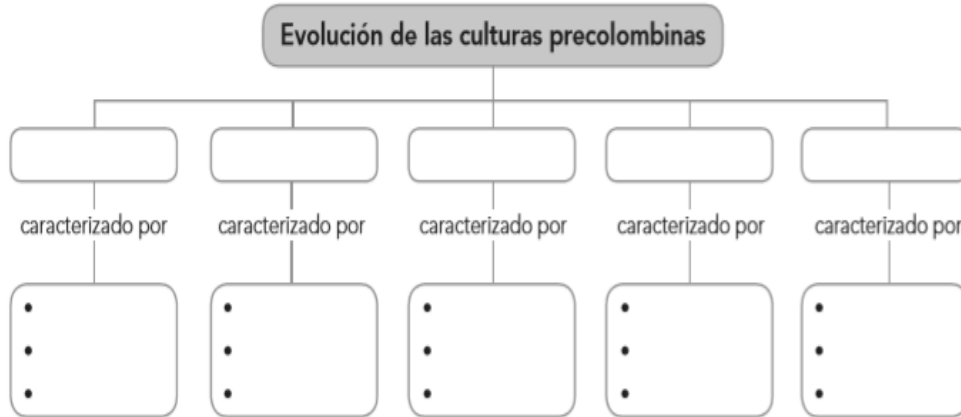 Evolución de las culturas precolombinas
caracterizado por caracterizado por caracterizado por caracterizado por caracterizado por
• • • • •
• • • • •
• • • • •